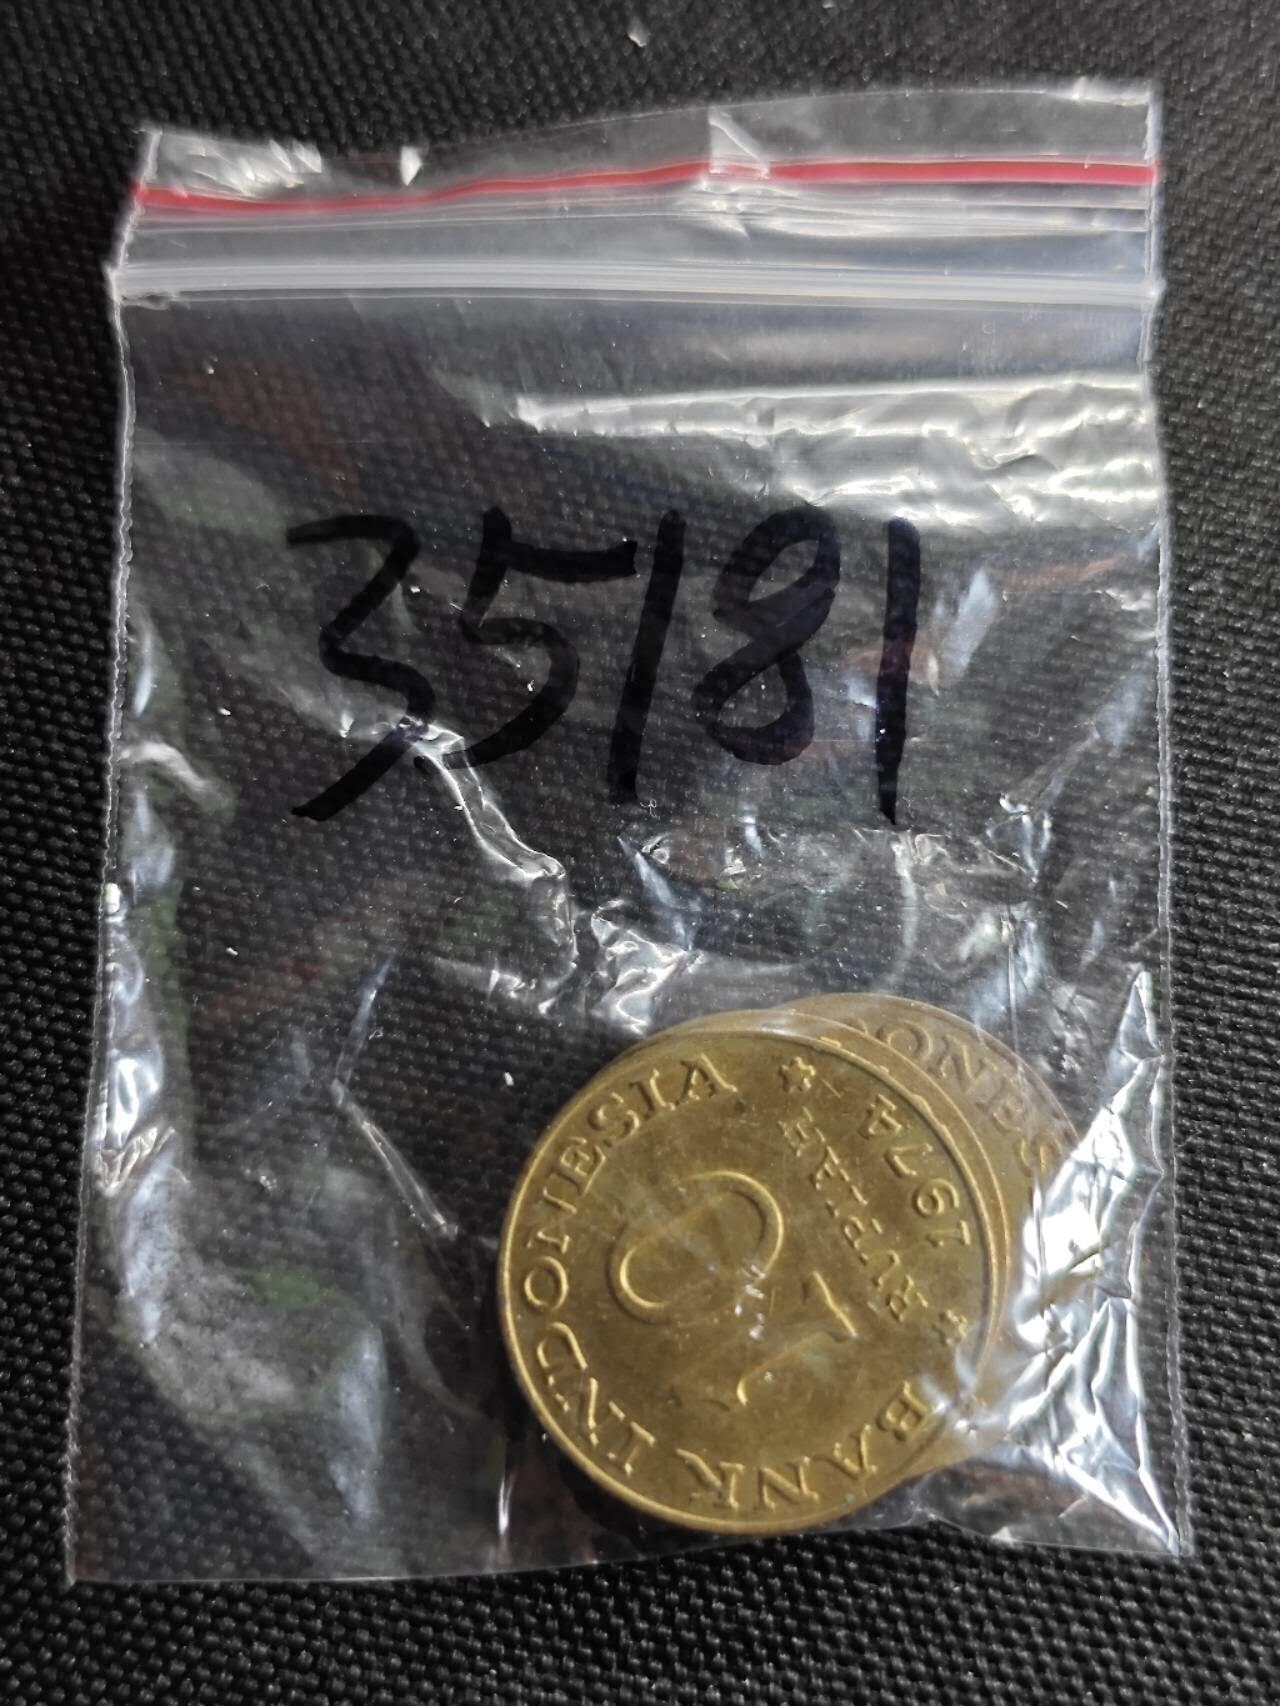 35181
BANK INDONESIA
10
RUPIAH
1974
ONES